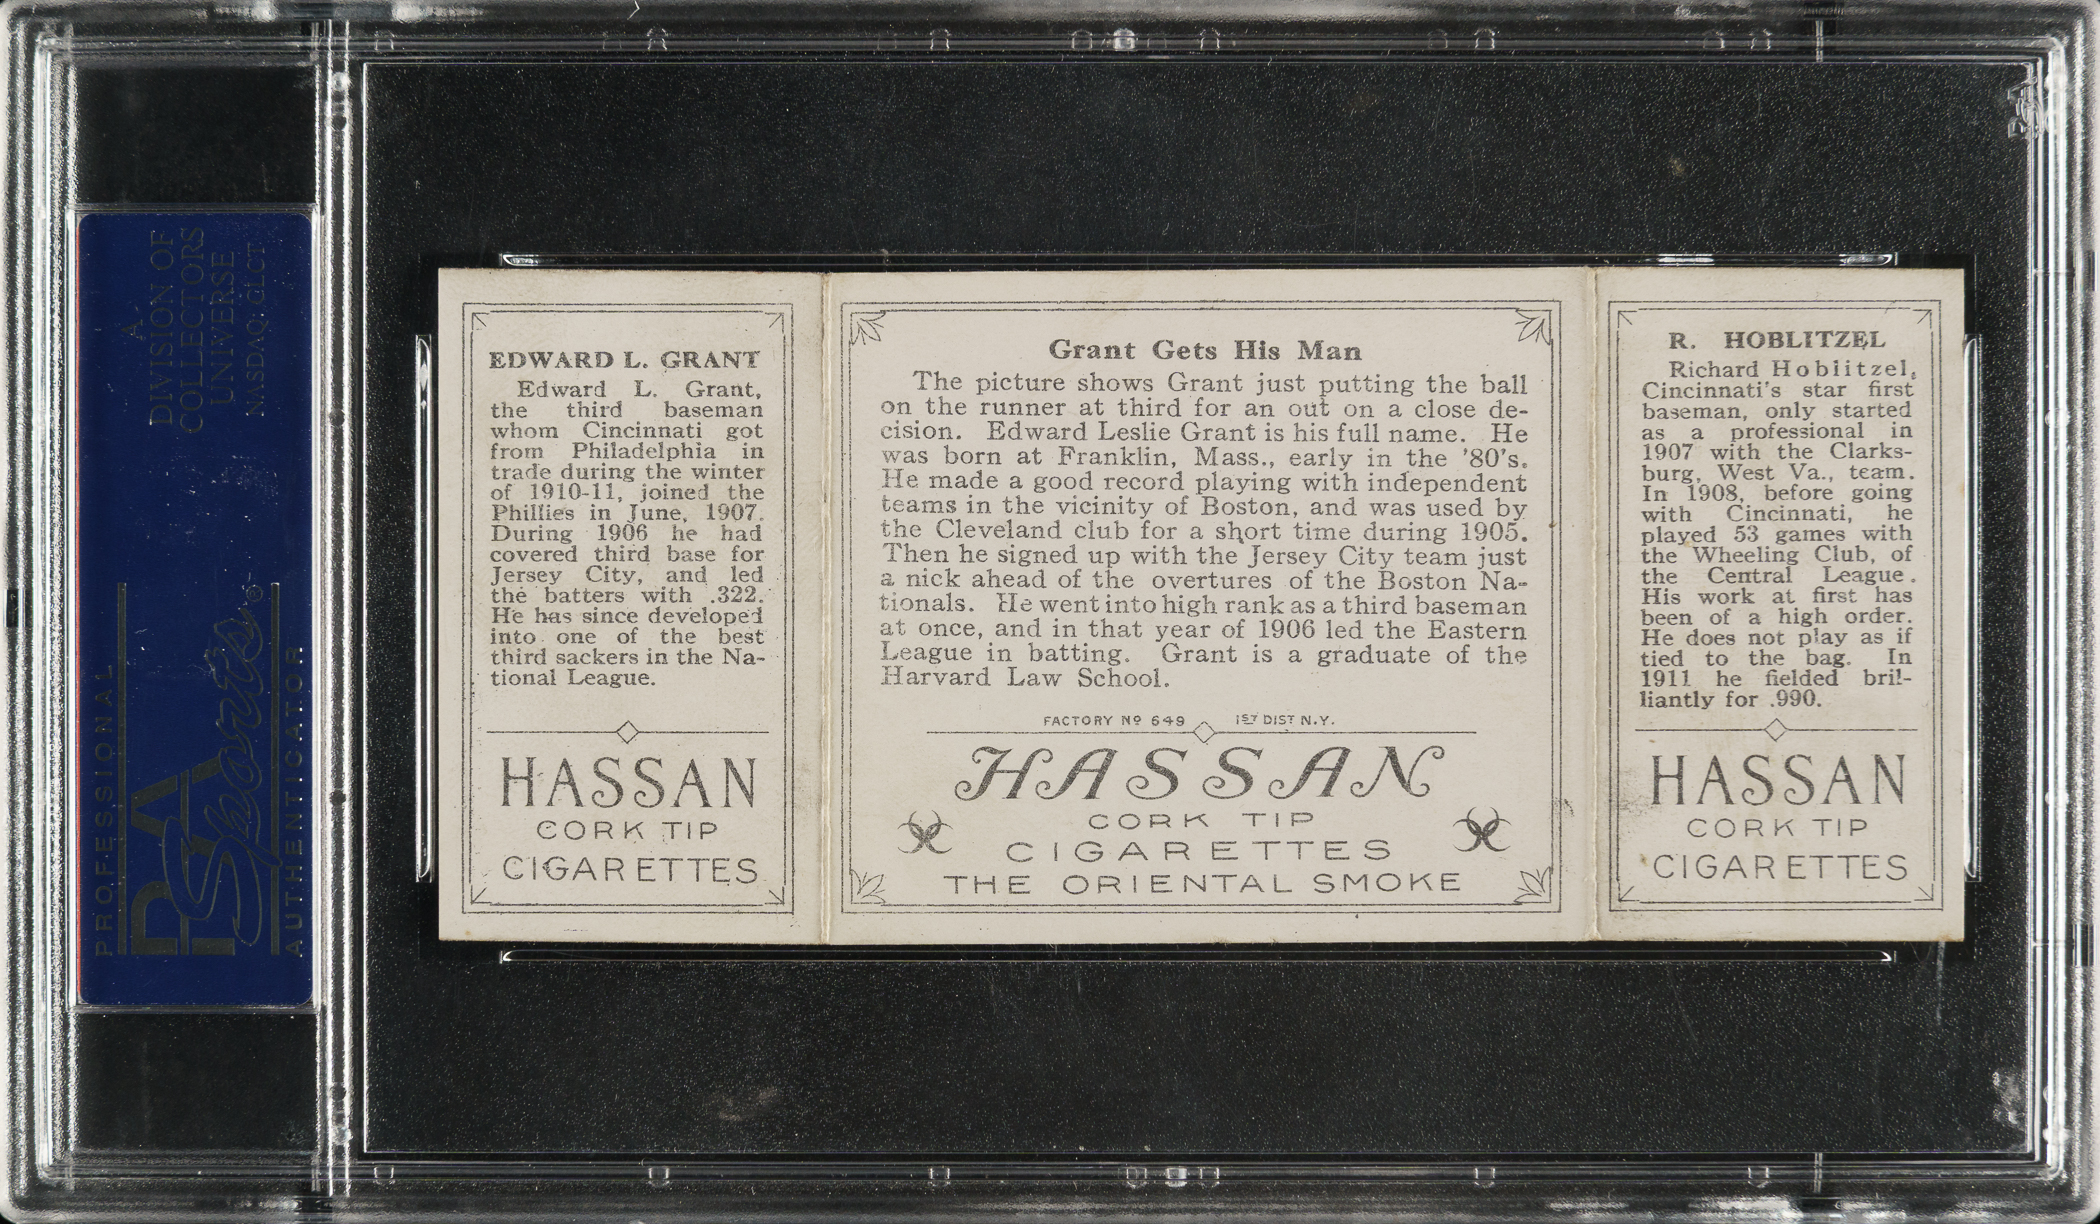 A
DIVISION OF
COLLECTORS
UNIVERSE
NASDAQ: CLCT
PROFESSIONAL
PSA
Sports
AUTHENTICATOR
EDWARD L. GRANT
Edward L. Grant,
the third baseman
whom Cincinnati got
from Philadelphia in
trade during the winter
of 1910-11, joined the
Phillies in June, 1907.
During 1906 he had
covered third base for
Jersey City, and led
the batters with .322.
He has since developed
into one of the best
third sackers in the Na-
tional League.
HASSAN
CORK TIP
CIGARETTES
Grant Gets His Man
The picture shows Grant just putting the ball
on the runner at third for an out on a close de-
cision. Edward Leslie Grant is his full name. He
was born at Franklin, Mass., early in the '80's.
He made a good record playing with independent
teams in the vicinity of Boston, and was used by
the Cleveland club for a short time during 1905.
Then he signed up with the Jersey City team just
a nick ahead of the overtures of the Boston Na-
tionals. He went into high rank as a third baseman
at once, and in that year of 1906 led the Eastern
League in batting. Grant is a graduate of the
Harvard Law School.
FACTORY Nº 649 1ST DIST N.Y.
HASSAN
CORK TIP
CIGARETTES
THE ORIENTAL SMOKE
R. HOBLITZEL
Richard Hoblitzel,
Cincinnati's star first
baseman, only started
as a professional in
1907 with the Clarks-
burg, West Va., team.
In 1908, before going
with Cincinnati, he
played 53 games with
the Wheeling Club, of
the Central League.
His work at first has
been of a high order.
He does not play as if
tied to the bag. In
1911 he fielded bril-
liantly for .990.
HASSAN
CORK TIP
CIGARETTES
PSA